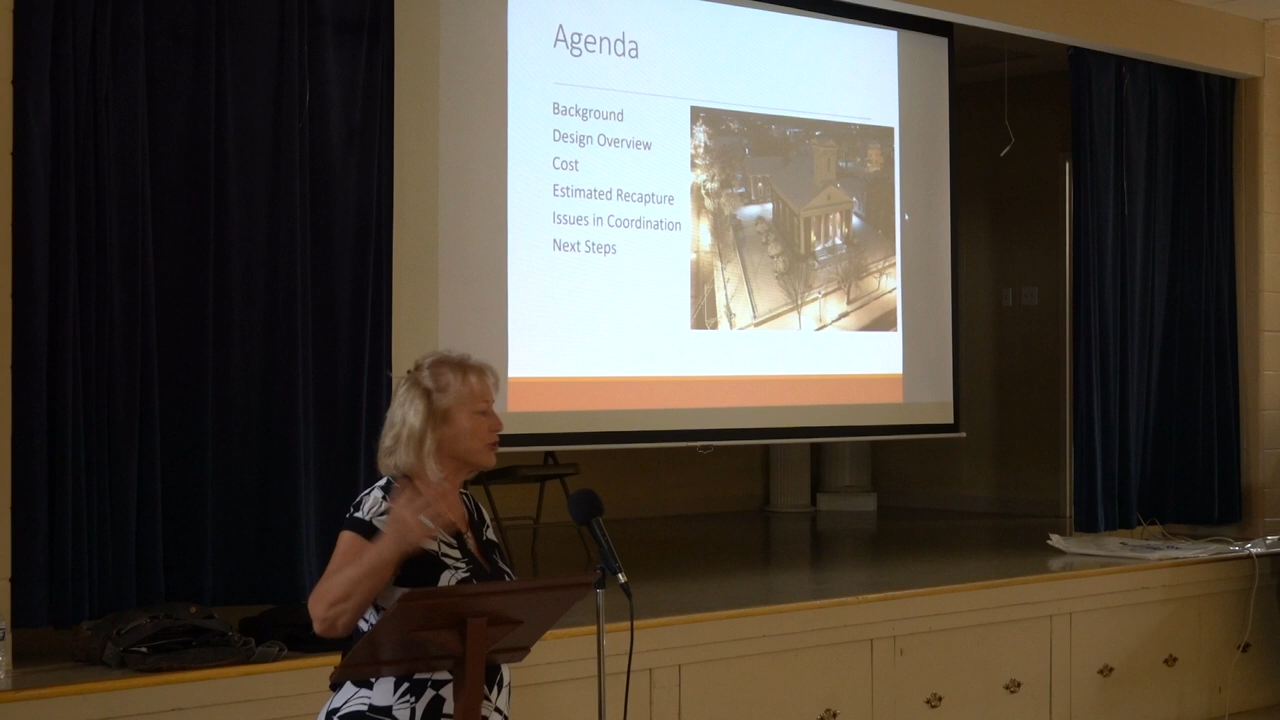 Agenda
Background
Design Overview
Cost
Estimated Recapture
Issues in Coordination
Next Steps